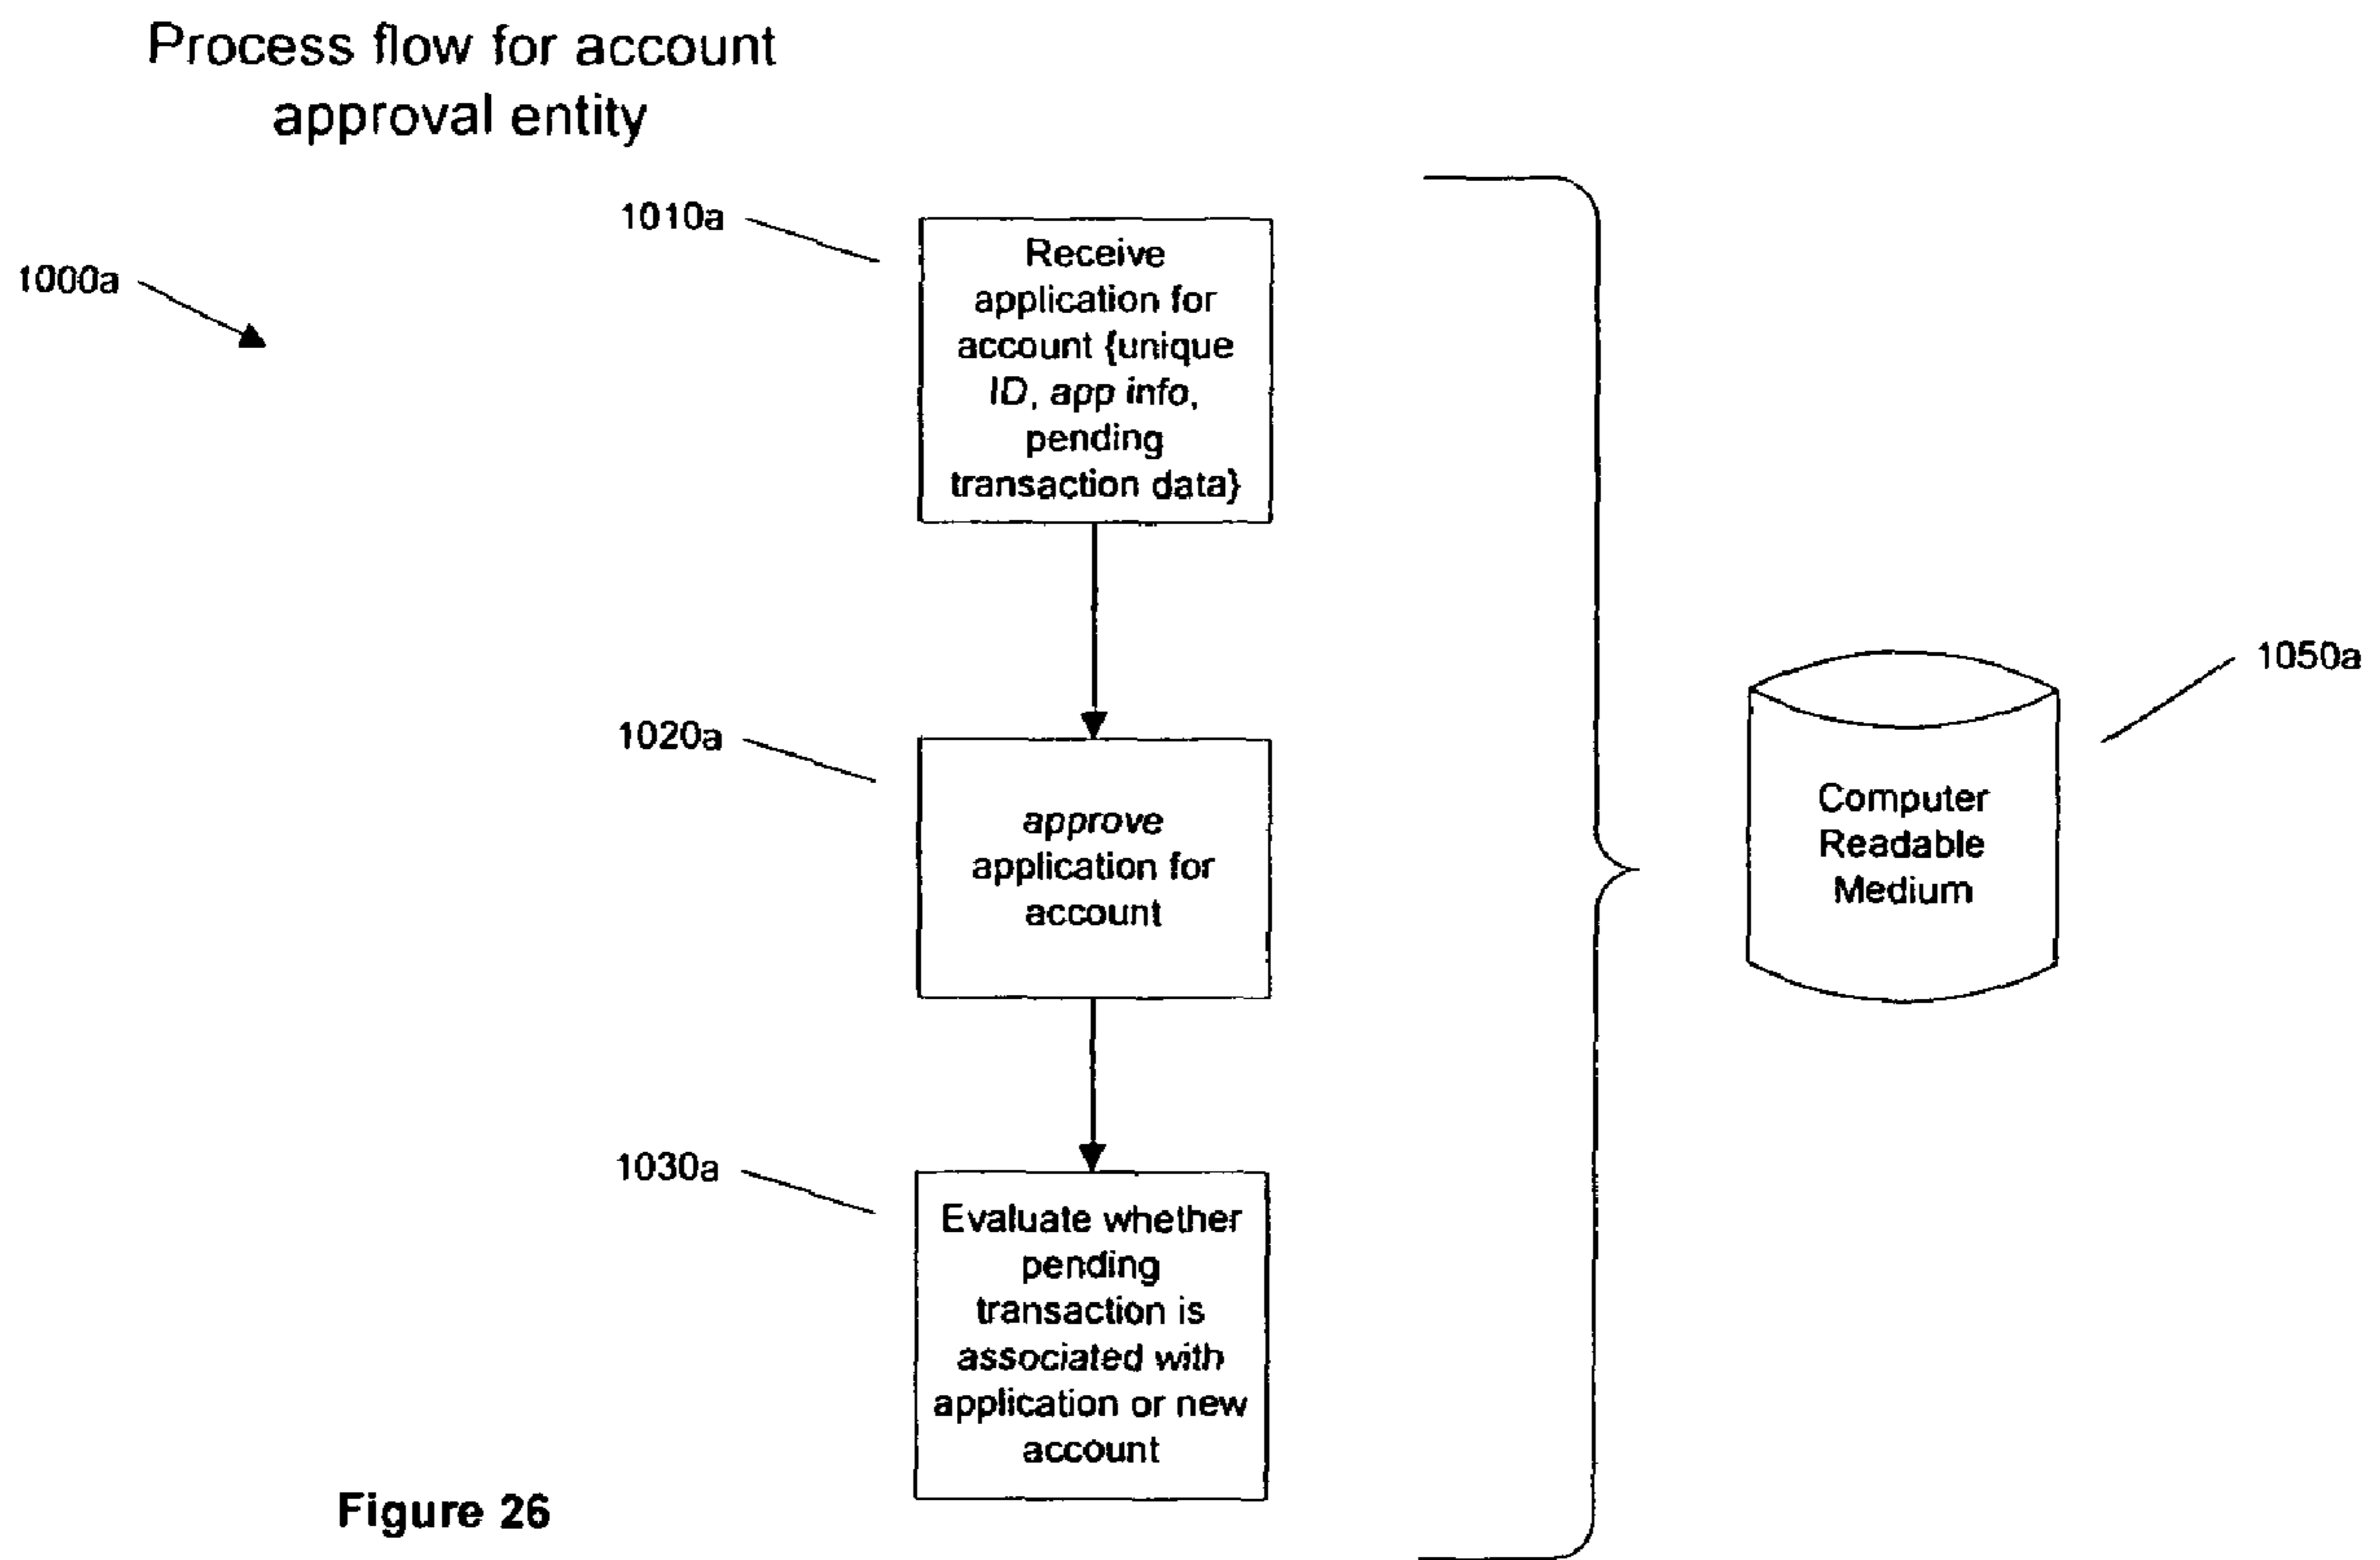 Process flow for account
approval entity
1000a
1010a
Receive
application for
account {unique
ID, app info,
pending
transaction data}
1020a
approve
application for
account
1030a
Evaluate whether
pending
transaction is
associated with
application or new
account
Computer
Readable
Medium
1050a
Figure 26